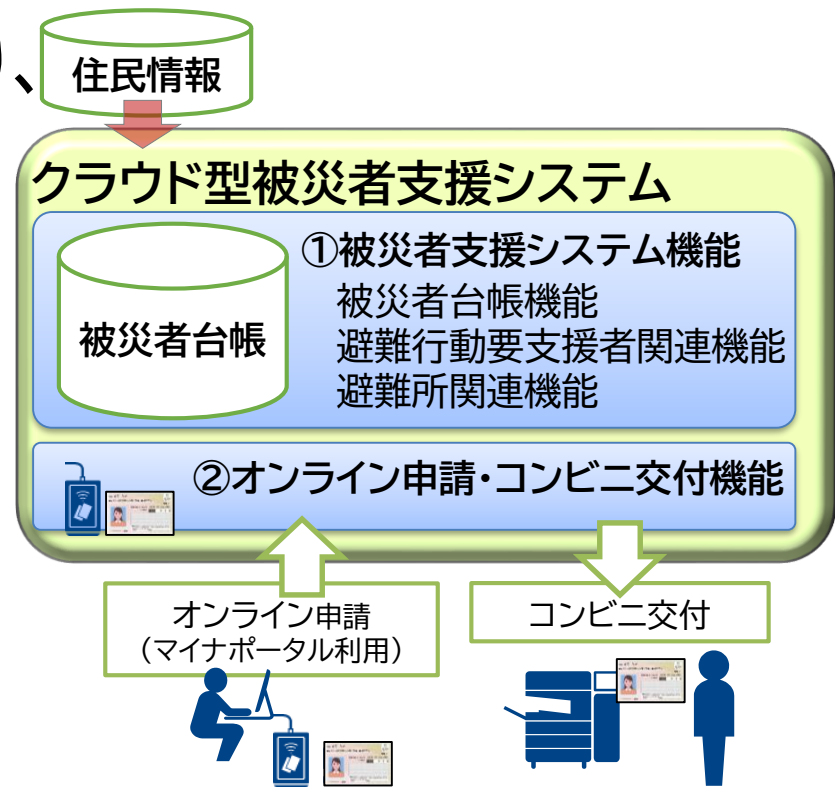 、
住民情報
クラウド型被災者支援システム
①被災者支援システム機能
被災者台帳機能
避難行動要支援者関連機能
避難所関連機能
被災者台帳
②オンライン申請・コンビニ交付機能
オンライン申請
（マイナポータル利用）
コンビニ交付